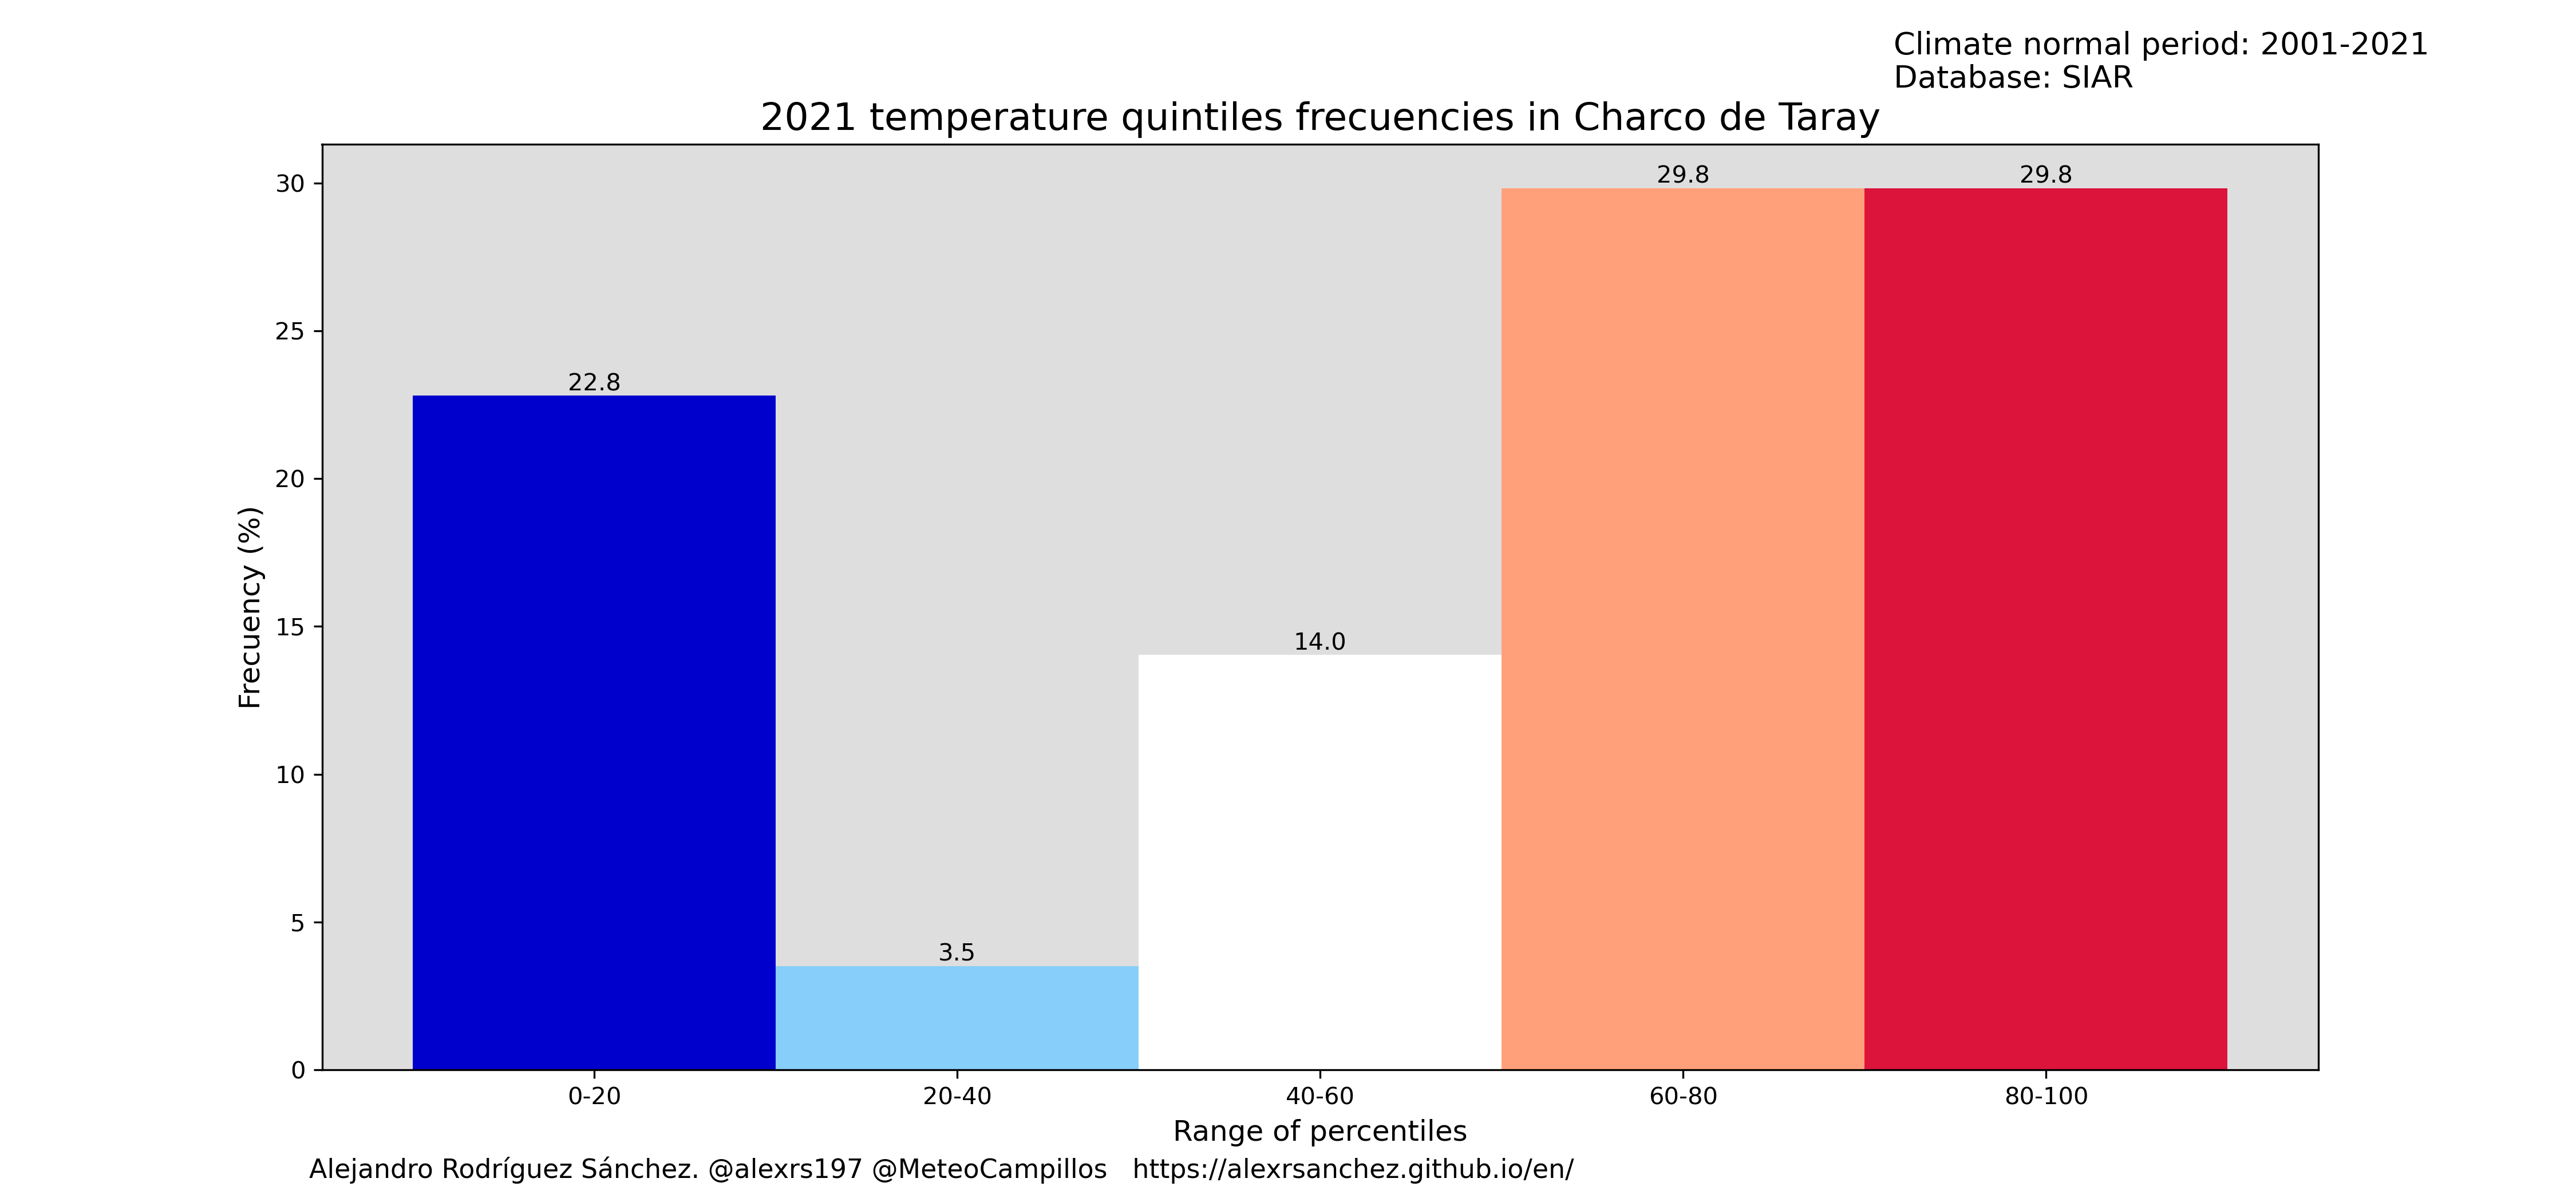 Climate normal period: 2001-2021
Database: SIAR
2021 temperature quintiles frecuencies in Charco de Taray
Frecuency (%)
30
25
20
15
10
5
0
22.8
3.5
14.0
29.8
29.8
0-20
20-40
40-60
60-80
80-100
Range of percentiles
Alejandro Rodríguez Sánchez. @alexrs197 @MeteoCampillos   https://alexrsanchez.github.io/en/